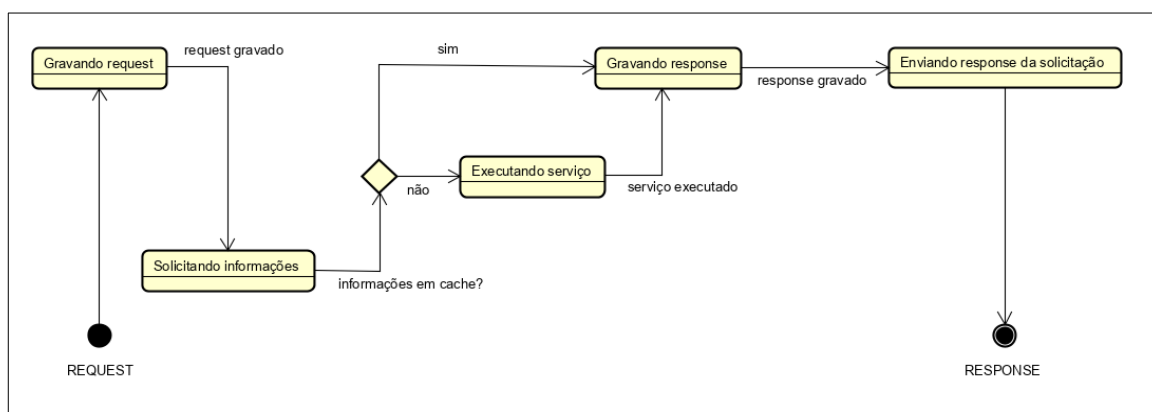 Gravando request
request gravado
sim
Gravando response
response gravado
Enviando response da solicitação
não
Executando serviço
serviço executado
Solicitando informações
informações em cache?
REQUEST
RESPONSE